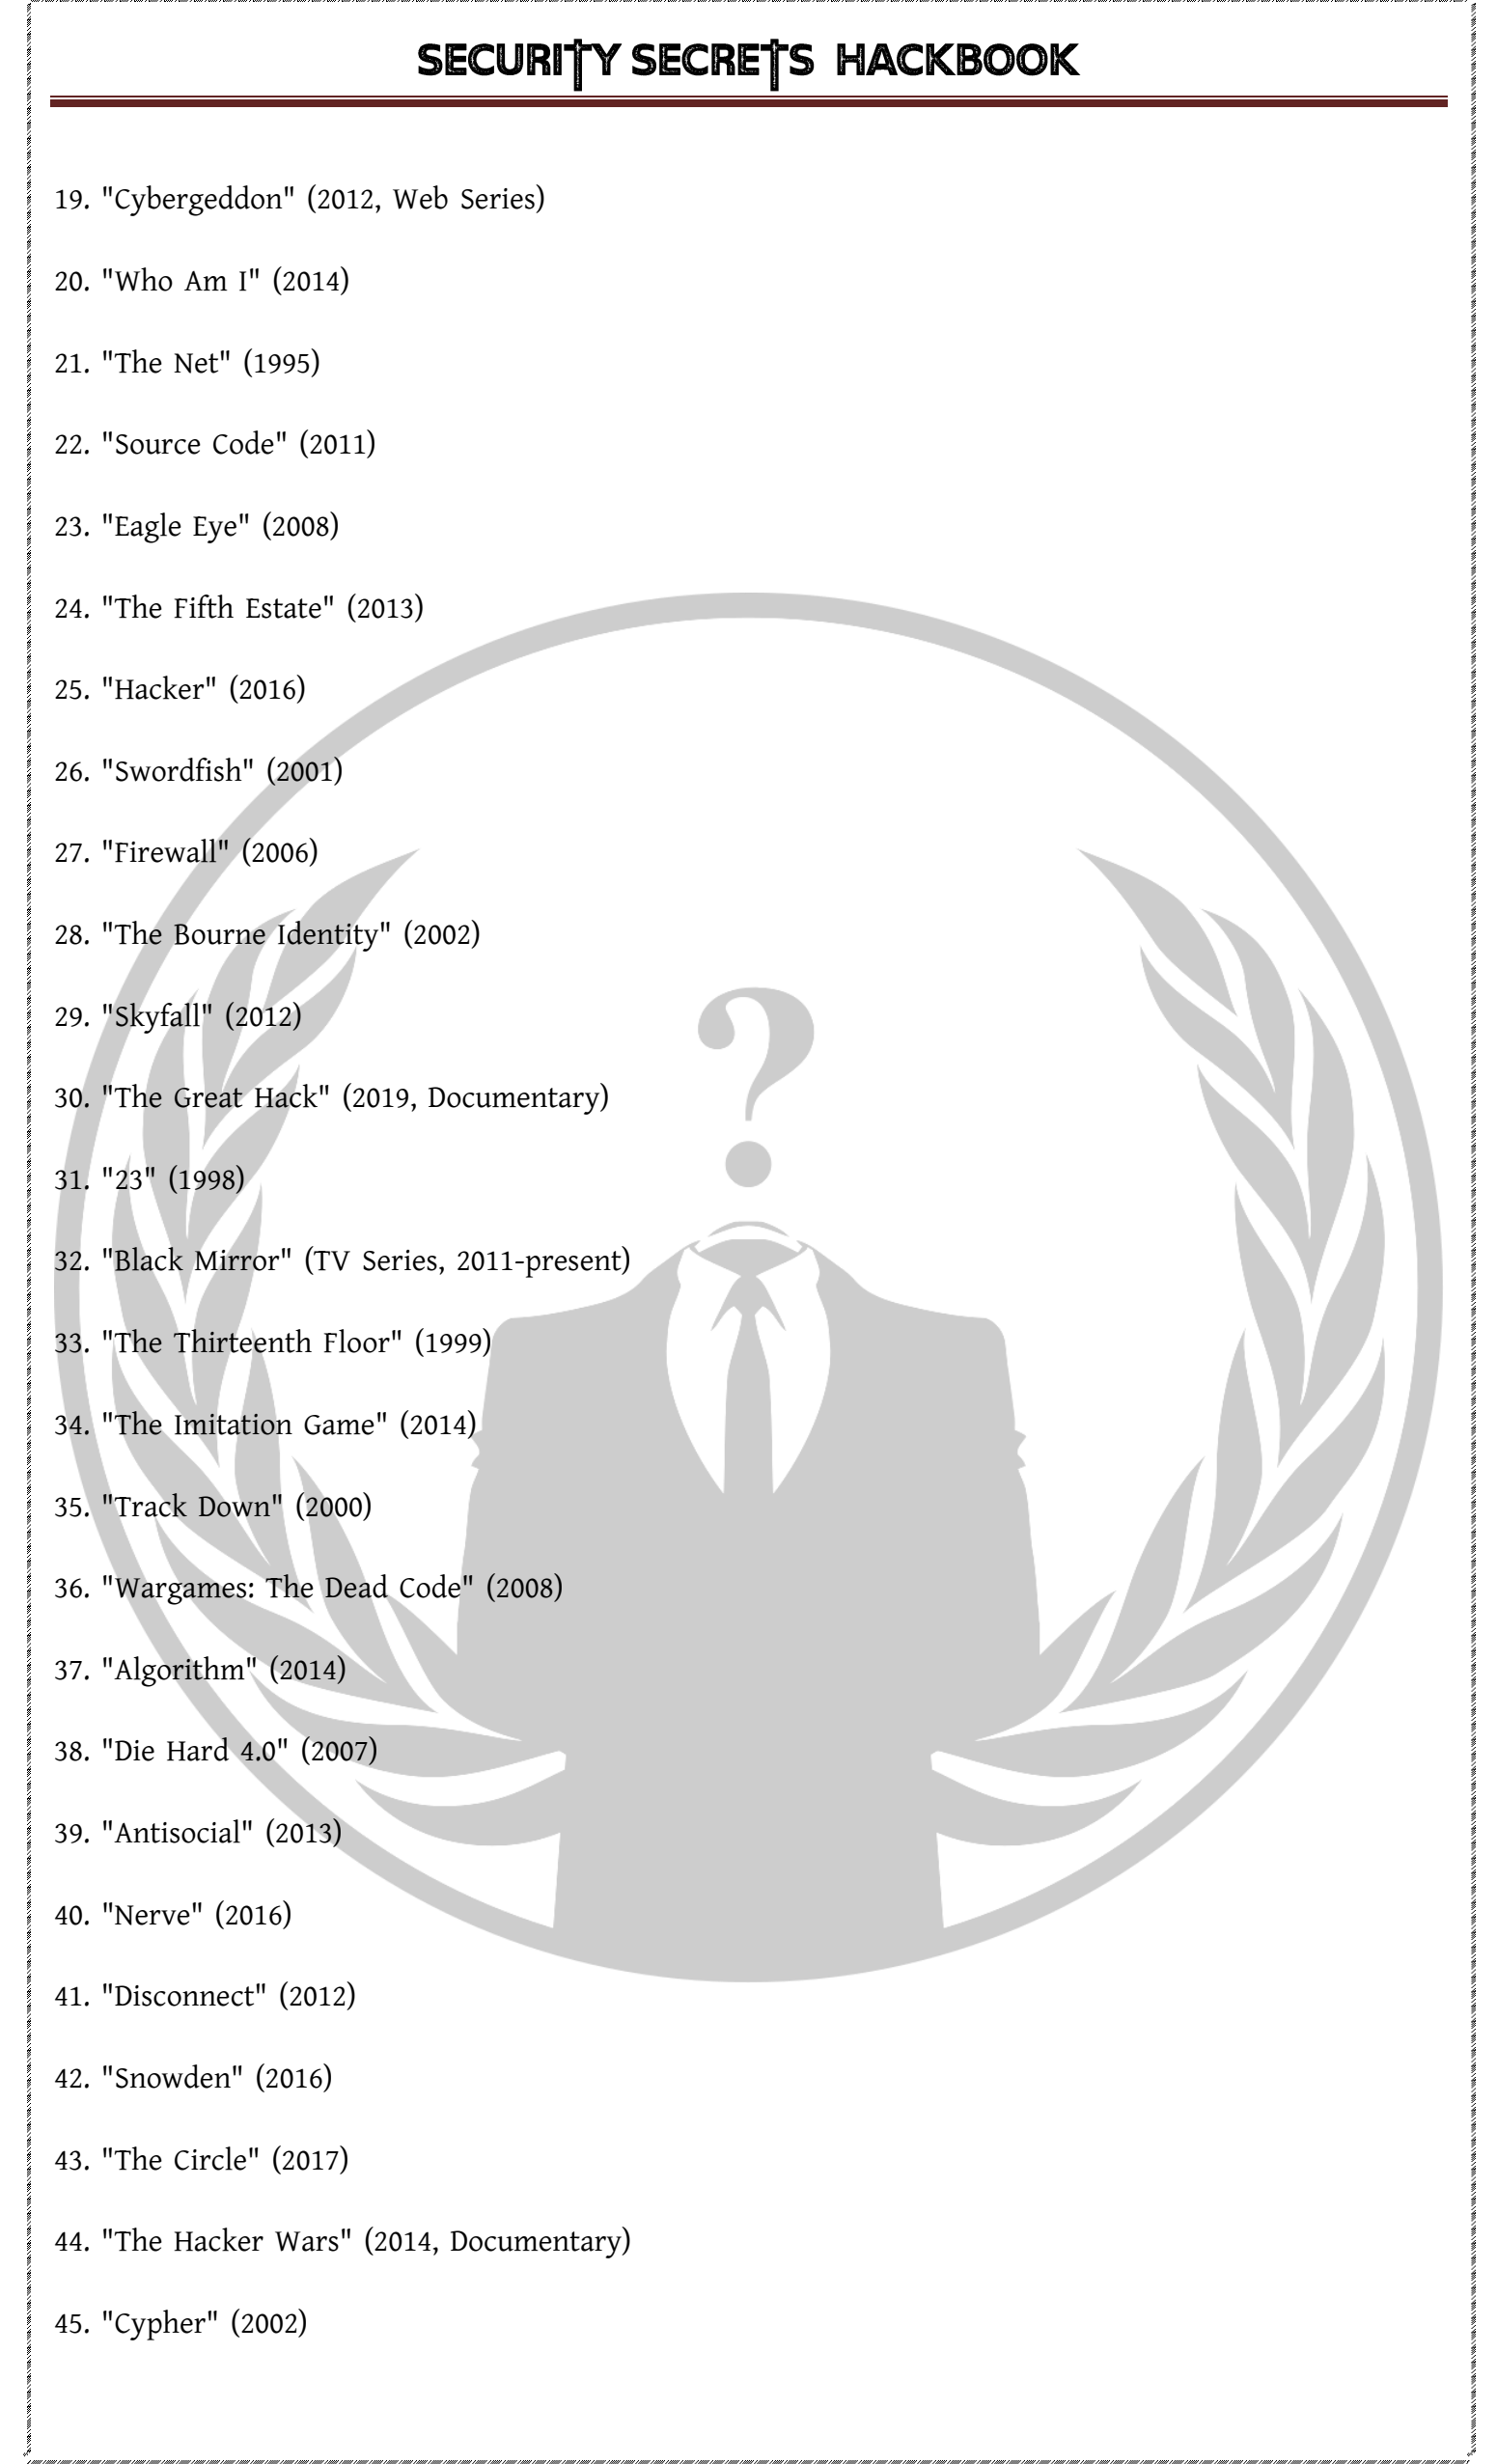 SECURITY SECRETS HACKBOOK
19. "Cybergeddon" (2012, Web Series)
20. "Who Am I" (2014)
21. "The Net" (1995)
22. "Source Code" (2011)
23. "Eagle Eye" (2008)
24. "The Fifth Estate" (2013)
25. "Hacker" (2016)
26. "Swordfish" (2001)
27. "Firewall" (2006)
28. "The Bourne Identity" (2002)
29. "Skyfall" (2012)
30. "The Great Hack" (2019, Documentary)
31. "23" (1998)
32. "Black Mirror" (TV Series, 2011-present)
33. "The Thirteenth Floor" (1999)
34. "The Imitation Game" (2014)
35. "Track Down" (2000)
36. "Wargames: The Dead Code" (2008)
37. "Algorithm" (2014)
38. "Die Hard 4.0" (2007)
39. "Antisocial" (2013)
40. "Nerve" (2016)
41. "Disconnect" (2012)
42. "Snowden" (2016)
43. "The Circle" (2017)
44. "The Hacker Wars" (2014, Documentary)
45. "Cypher" (2002)
?